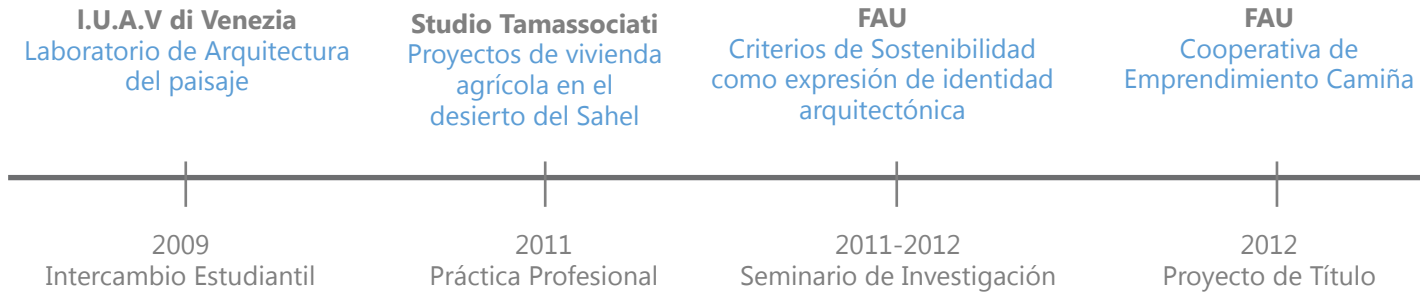 I.U.A.V di Venezia
Laboratorio de Arquitectura
del paisaje
2009
Intercambio Estudiantil
Studio Tamassociati
Proyectos de vivienda
agrícola en el
desierto del Sahel
2011
Práctica Profesional
FAU
Criterios de Sostenibilidad
como expresión de identidad
arquitectónica
2011-2012
Seminario de Investigación
FAU
Cooperativa de
Emprendimiento Camiña
2012
Proyecto de Título